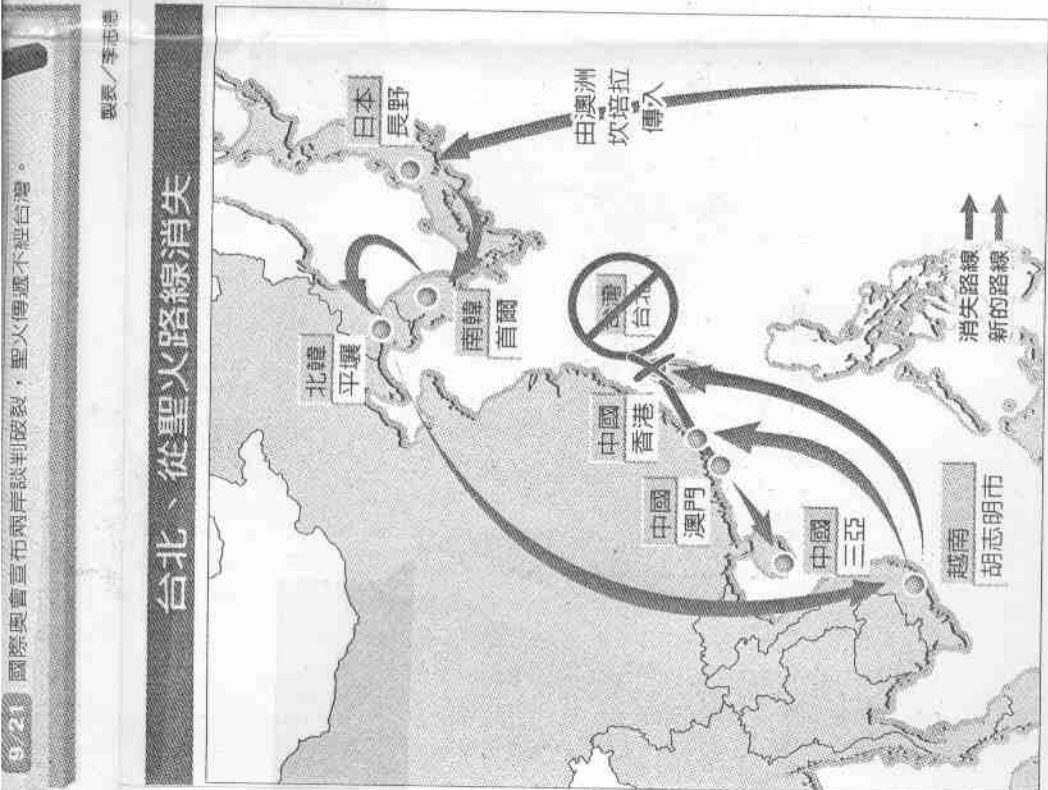 9 21 國際奧會宣布兩岸談判破裂，聖火傳遞不經台灣。
製表／李志德
台北、從聖火路線消失
日本
長野
北韓
平壤
南韓
首爾
由澳洲
坎培拉
傳入
台灣
台北
中國
香港
中國
澳門
中國
三亞
越南
胡志明市
消失路線
新的路線